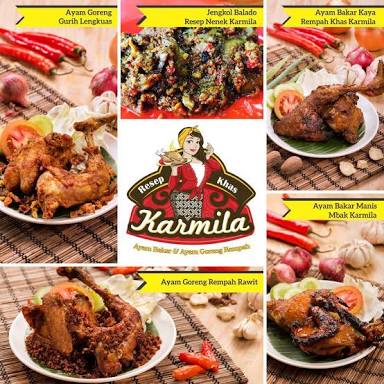 Ayam Goreng
Gurih Lengkuas
Jengkol Balado
Resep Nenek Karmila
Ayam Bakar Kaya
Rempah Khas Karmila
Resep Khas
Karmila
Ayam Bakar & Ayam Goreng Rempah
Ayam Bakar Manis
Mbak Karmila
Ayam Goreng Rempah Rawit